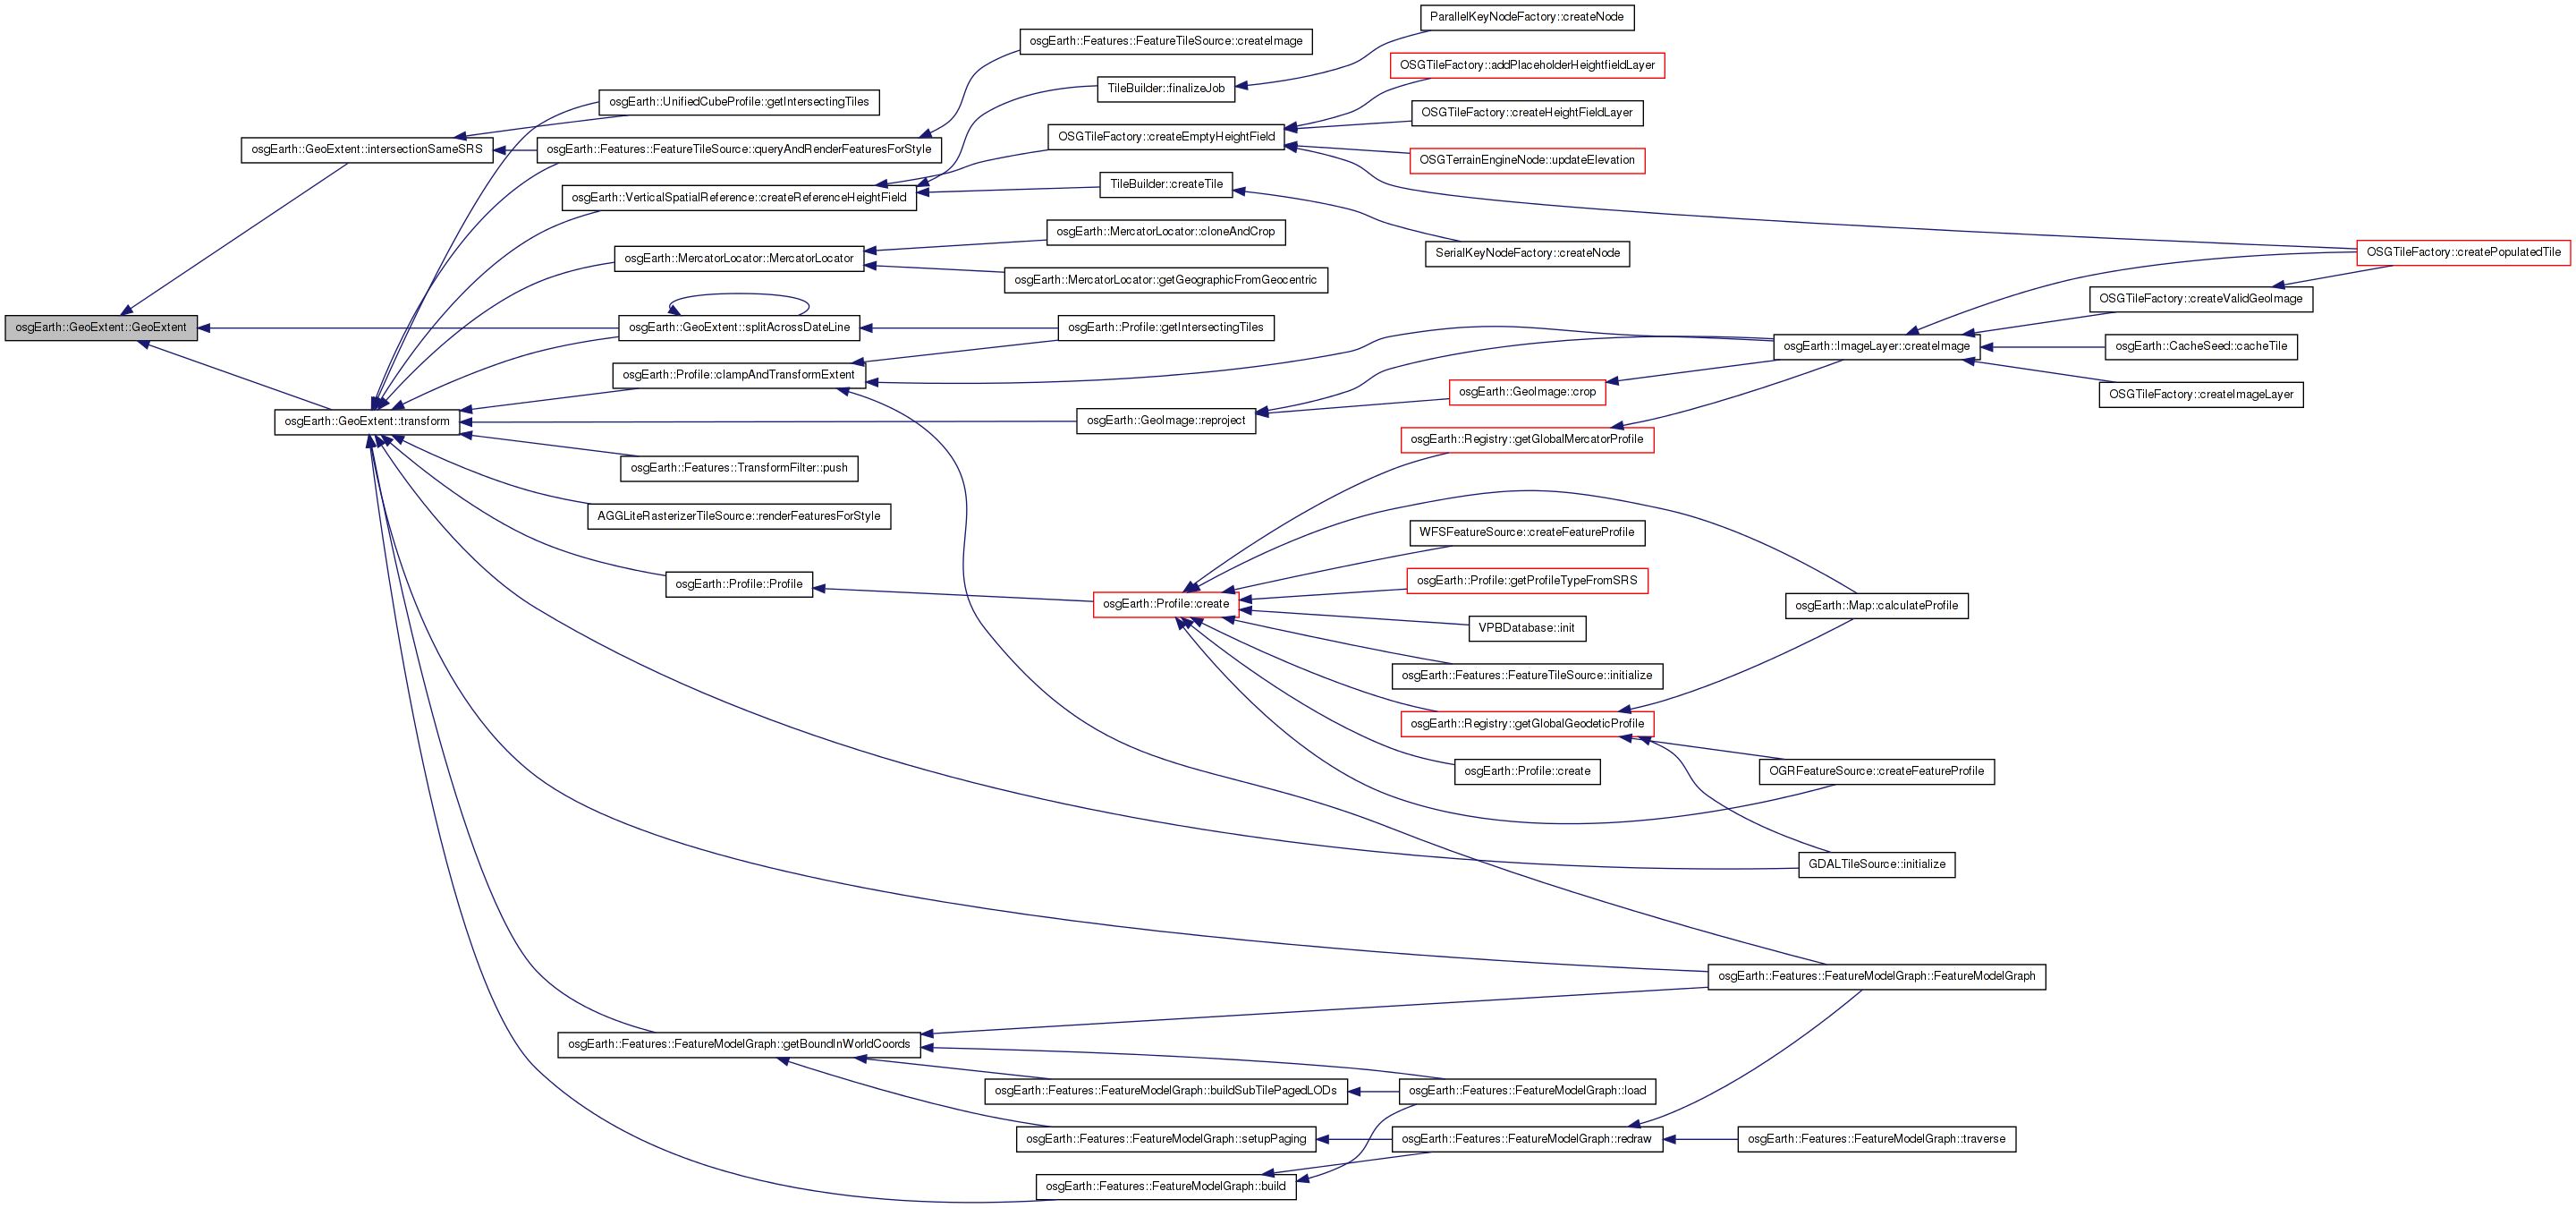 ParallelKeyNodeFactory::createNode
osgEarth::Features::FeatureTileSource::createImage
OSGTileFactory::addPlaceholderHeightfieldLayer
TileBuilder::finalizeJob
osgEarth::UnifiedCubeProfile::getIntersectingTiles
OSGTileFactory::createHeightFieldLayer
OSGTileFactory::createEmptyHeightField
osgEarth::GeoExtent::intersectionSameSRS
osgEarth::Features::FeatureTileSource::queryAndRenderFeaturesForStyle
OSGTerrainEngineNode::updateElevation
TileBuilder::createTile
osgEarth::VerticalSpatialReference::createReferenceHeightField
osgEarth::MercatorLocator::cloneAndCrop
SerialKeyNodeFactory::createNode
OSGTileFactory::createPopulatedTile
osgEarth::MercatorLocator::MercatorLocator
osgEarth::MercatorLocator::getGeographicFromGeocentric
OSGTileFactory::createValidGeoImage
osgEarth::GeoExtent::GeoExtent
osgEarth::GeoExtent::splitAcrossDateLine
osgEarth::Profile::getIntersectingTiles
osgEarth::ImageLayer::createImage
osgEarth::CacheSeed::cacheTile
osgEarth::Profile::clampAndTransformExtent
osgEarth::GeoImage::crop
OSGTileFactory::createImageLayer
osgEarth::GeoExtent::transform
osgEarth::GeoImage::reproject
osgEarth::Registry::getGlobalMercatorProfile
osgEarth::Features::TransformFilter::push
AGGLiteRasterizerTileSource::renderFeaturesForStyle
WFSFeatureSource::createFeatureProfile
osgEarth::Profile::Profile
osgEarth::Profile::getProfileTypeFromSRS
osgEarth::Profile::create
osgEarth::Map::calculateProfile
VPBDatabase::init
osgEarth::Features::FeatureTileSource::initialize
osgEarth::Registry::getGlobalGeodeticProfile
osgEarth::Profile::create
OGRFeatureSource::createFeatureProfile
GDALTileSource::initialize
osgEarth::Features::FeatureModelGraph::FeatureModelGraph
osgEarth::Features::FeatureModelGraph::getBoundInWorldCoords
osgEarth::Features::FeatureModelGraph::buildSubTilePagedLODs
osgEarth::Features::FeatureModelGraph::load
osgEarth::Features::FeatureModelGraph::setupPaging
osgEarth::Features::FeatureModelGraph::redraw
osgEarth::Features::FeatureModelGraph::traverse
osgEarth::Features::FeatureModelGraph::build